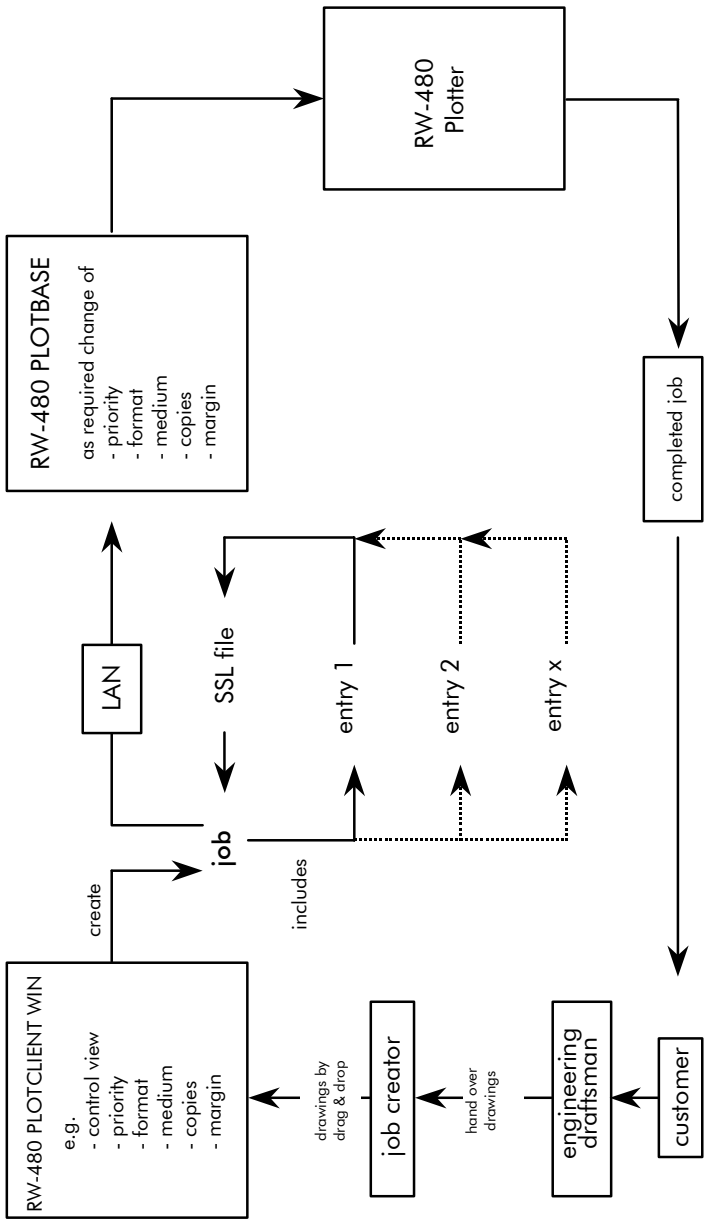 RW-480 PLOTCLIENT WIN
e.g.
- control view
- priority
- format
- medium
- copies
- margin
create
LAN
RW-480 PLOTBASE
as required change of
- priority
- format
- medium
- copies
- margin
job
SSL file
includes
entry 1
entry 2
entry x
drawings by
drag & drop
job creator
hand over
drawings
engineering
draftsman
customer
RW-480
Plotter
completed job